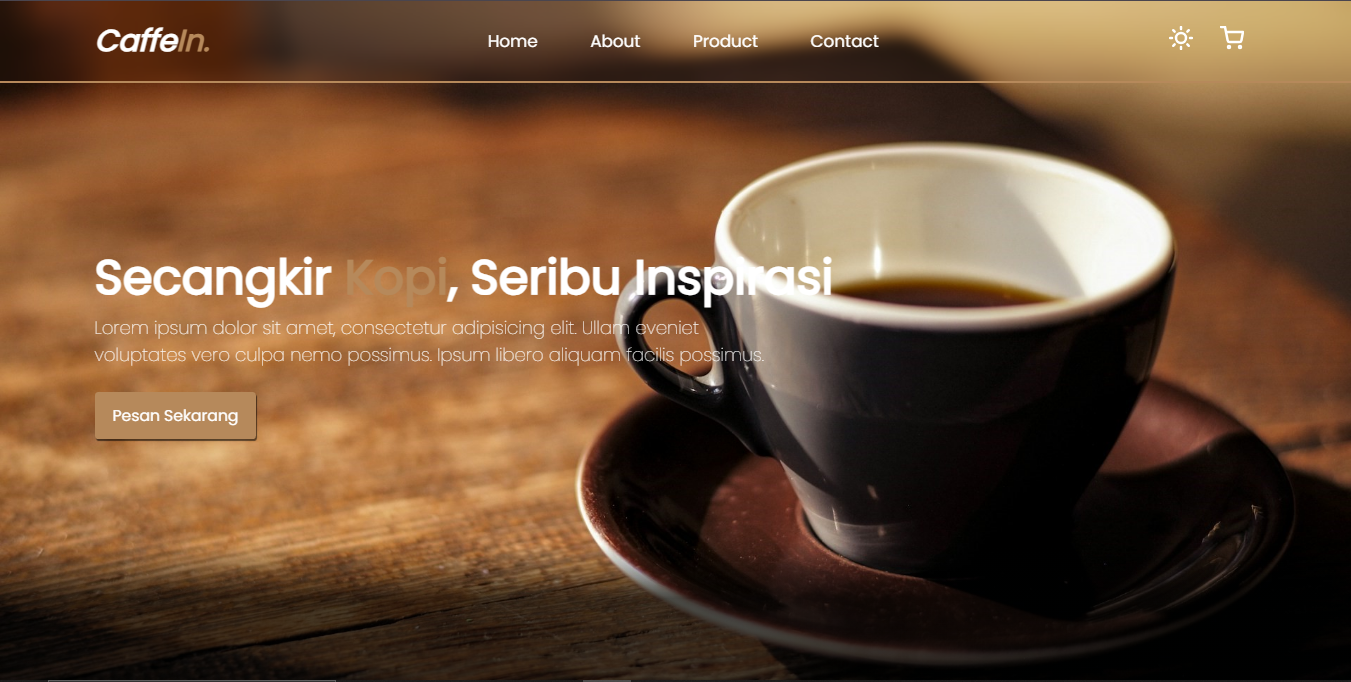 CaffeIn.
Home About Product Contact
Secangkir Kopi, Seribu Inspirasi
Lorem ipsum dolor sit amet, consectetur adipisicing elit. Ullam eveniet
voluptates vero culpa nemo possimus. Ipsum libero aliquam facilis possimus.
Pesan Sekarang